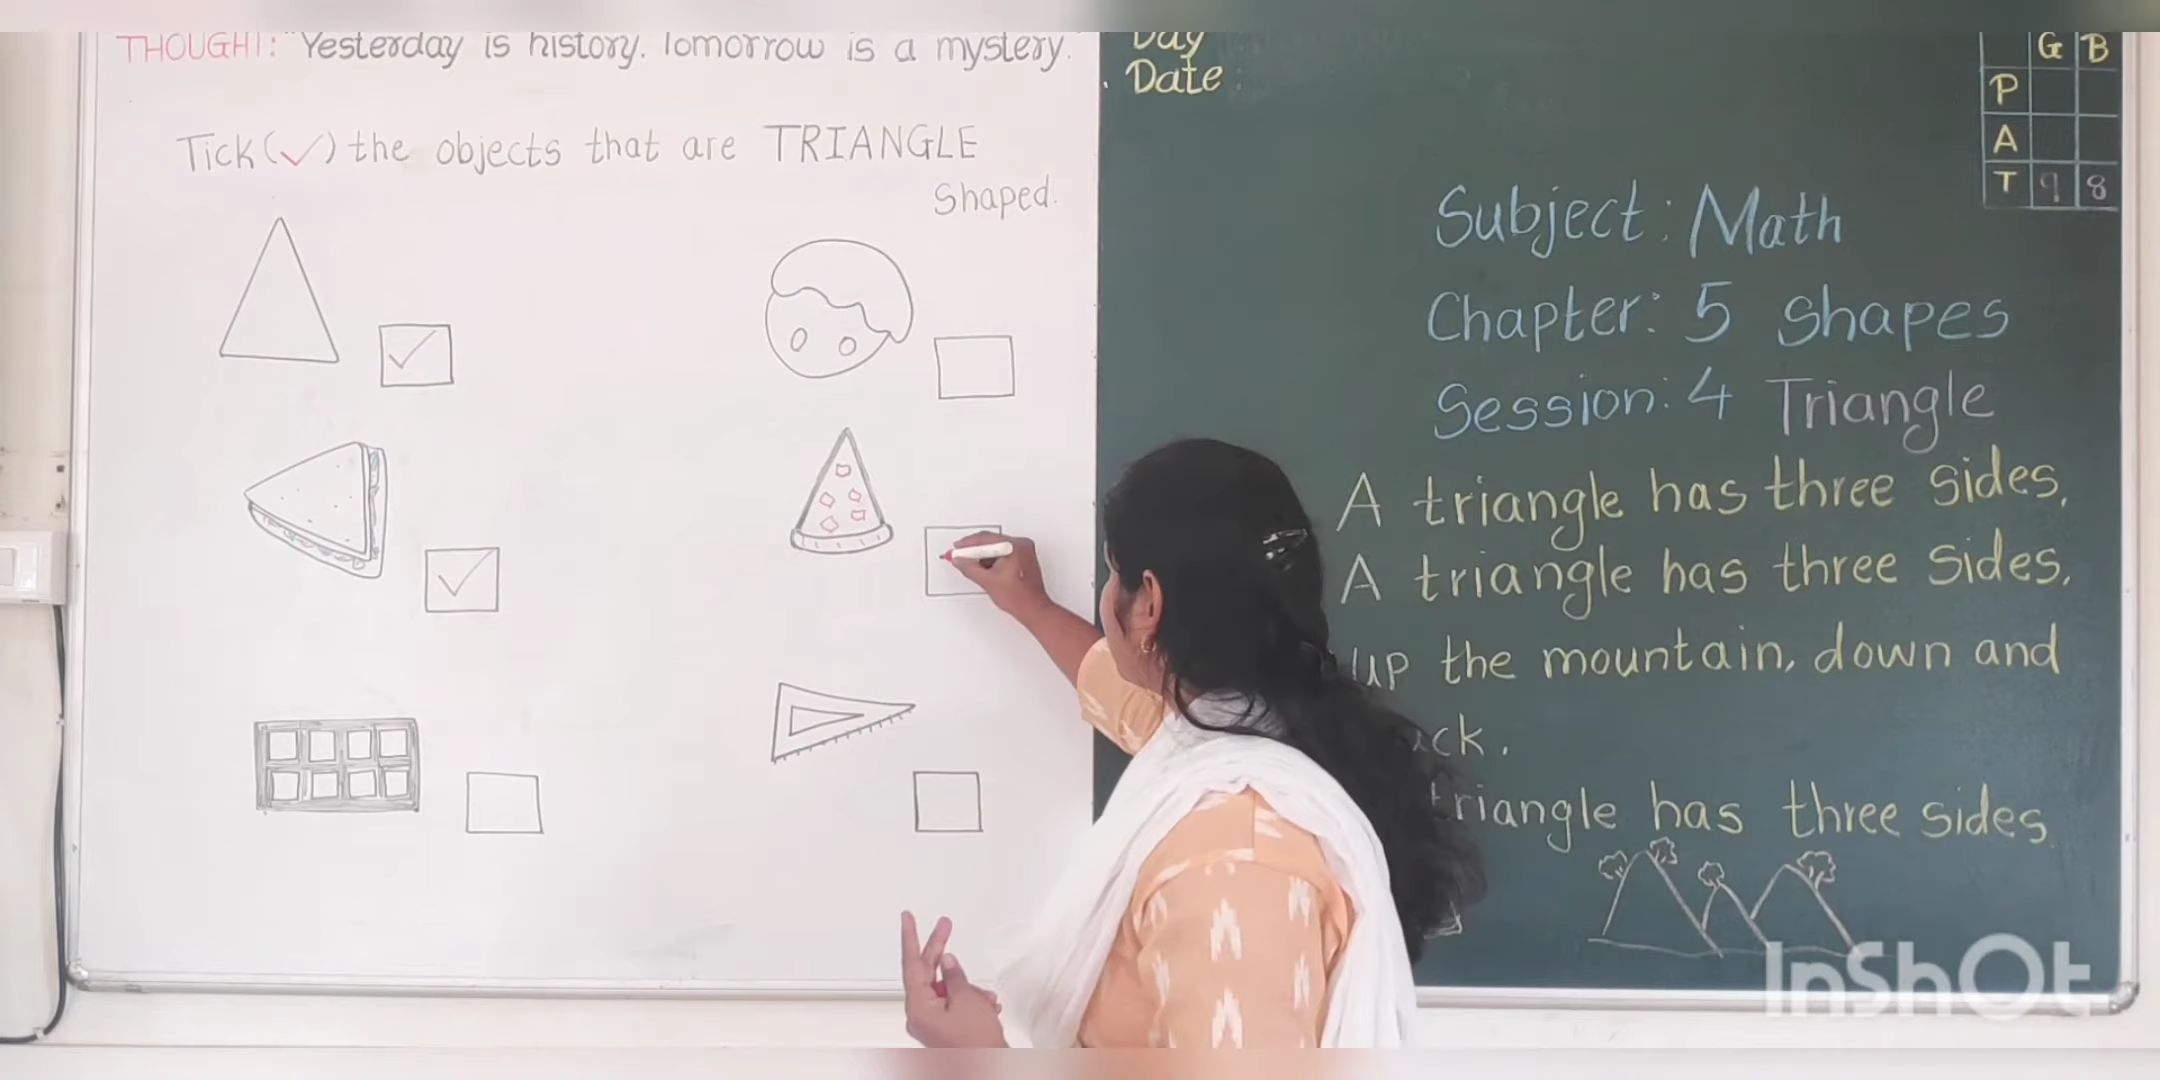 THOUGHT: "Yesterday is history. Tomorrow is a mystery."
Tick (✓) the objects that are TRIANGLE
Shaped.
Day
Date :
G B
P
A
T 9 8
Subject: Math
Chapter: 5 Shapes
Session: 4 Triangle
A triangle has three sides,
A triangle has three sides,
up the mountain, down and
ck.
triangle has three sides.
InShOt